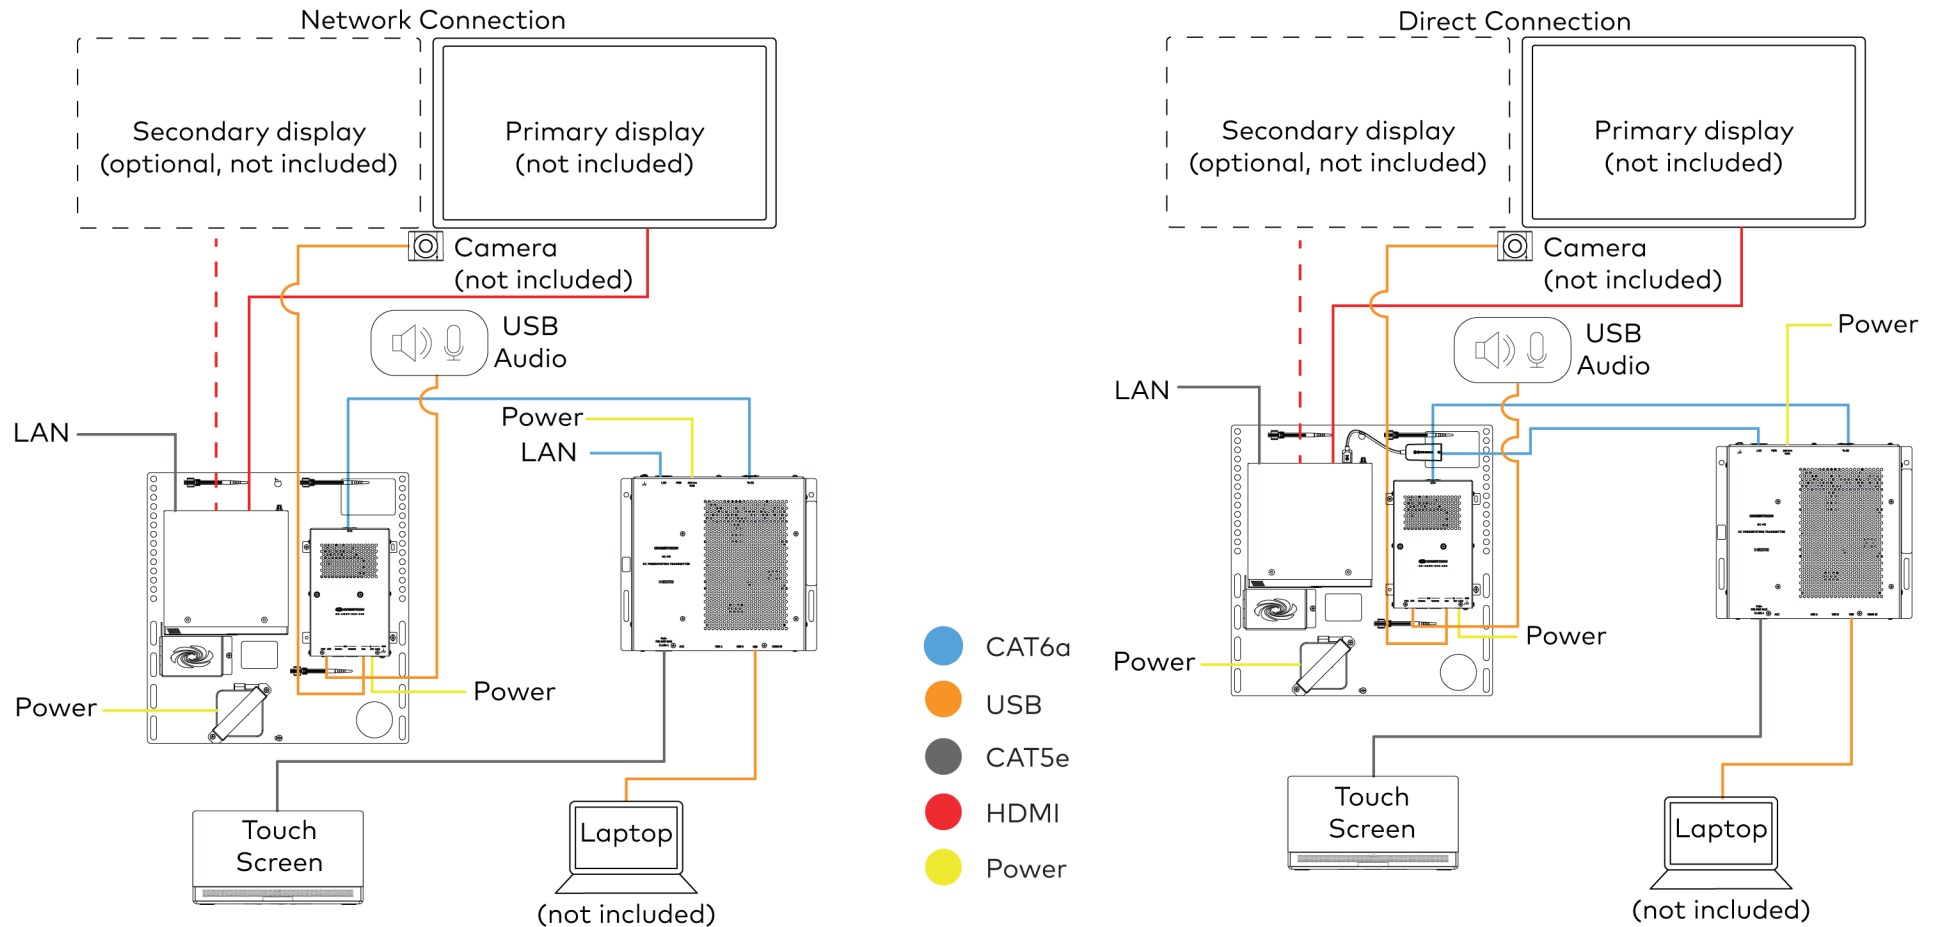 Network Connection
Secondary display
(optional, not included)
Primary display
(not included)
Camera
(not included)
USB
Audio
Power
LAN
LAN
Power
Power
Touch
Screen
Laptop
(not included)
CAT6a
USB
CAT5e
HDMI
Power
Direct Connection
Secondary display
(optional, not included)
Primary display
(not included)
Camera
(not included)
Power
USB
Audio
LAN
Power
Power
Touch
Screen
Laptop
(not included)